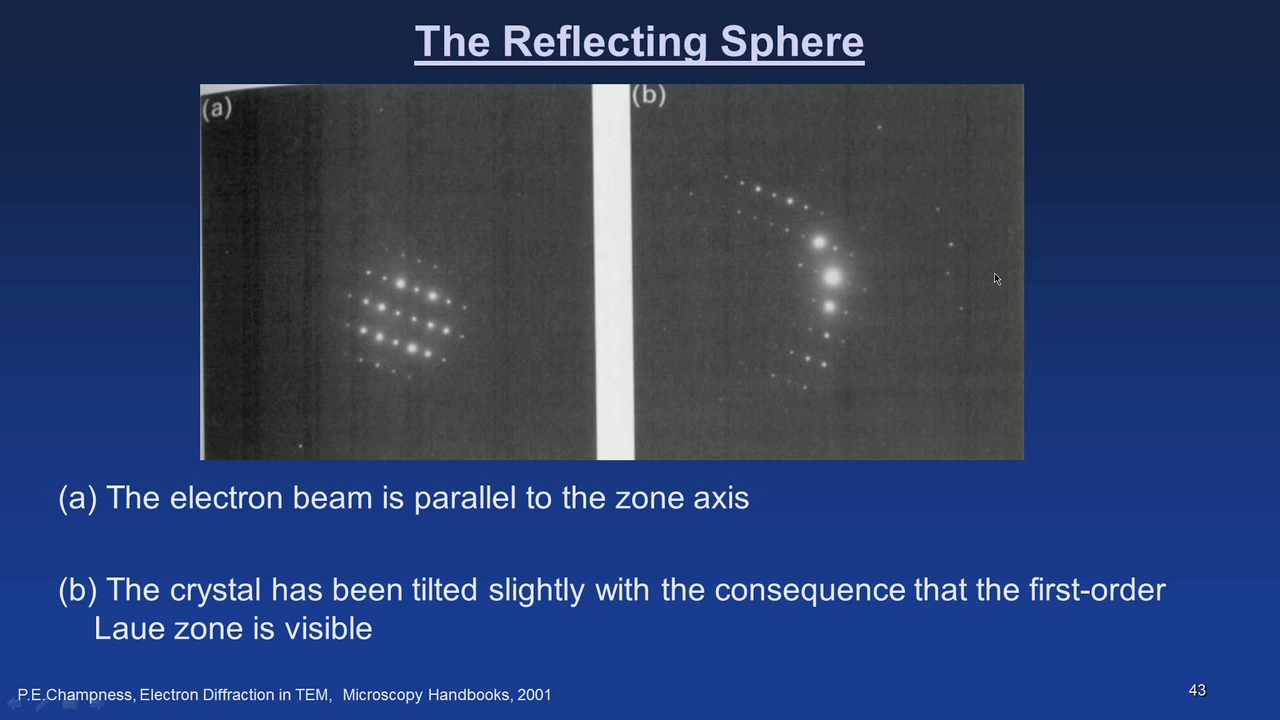 The Reflecting Sphere
(a)
(b)
(a) The electron beam is parallel to the zone axis
(b) The crystal has been tilted slightly with the consequence that the first-order
Laue zone is visible
P.E.Champness, Electron Diffraction in TEM, Microscopy Handbooks, 2001
43